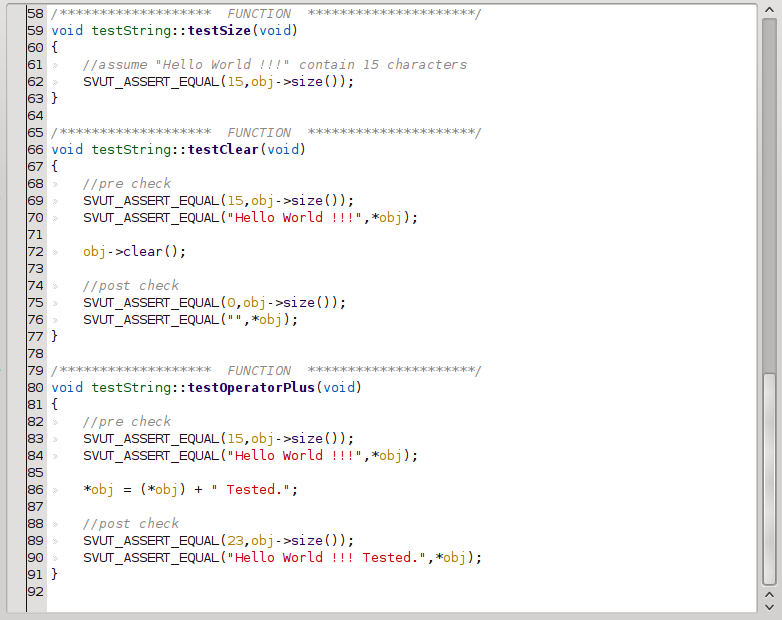 58 /******************* FUNCTION *********************/
59 void testString::testSize(void)
60 {
61 » //assume "Hello World !!!" contain 15 characters
62 » SVUT_ASSERT_EQUAL(15,obj->size());
63 }
64
65 /******************* FUNCTION *********************/
66 void testString::testClear(void)
67 {
68 » //pre check
69 » SVUT_ASSERT_EQUAL(15,obj->size());
70 » SVUT_ASSERT_EQUAL("Hello World !!!",*obj);
71
72 » obj->clear();
73
74 » //post check
75 » SVUT_ASSERT_EQUAL(0,obj->size());
76 » SVUT_ASSERT_EQUAL("",*obj);
77 }
78
79 /******************* FUNCTION *********************/
80 void testString::testOperatorPlus(void)
81 {
82 » //pre check
83 » SVUT_ASSERT_EQUAL(15,obj->size());
84 » SVUT_ASSERT_EQUAL("Hello World !!!",*obj);
85
86 » *obj = (*obj) + " Tested.";
87
88 » //post check
89 » SVUT_ASSERT_EQUAL(23,obj->size());
90 » SVUT_ASSERT_EQUAL("Hello World !!! Tested.",*obj);
91 }
92